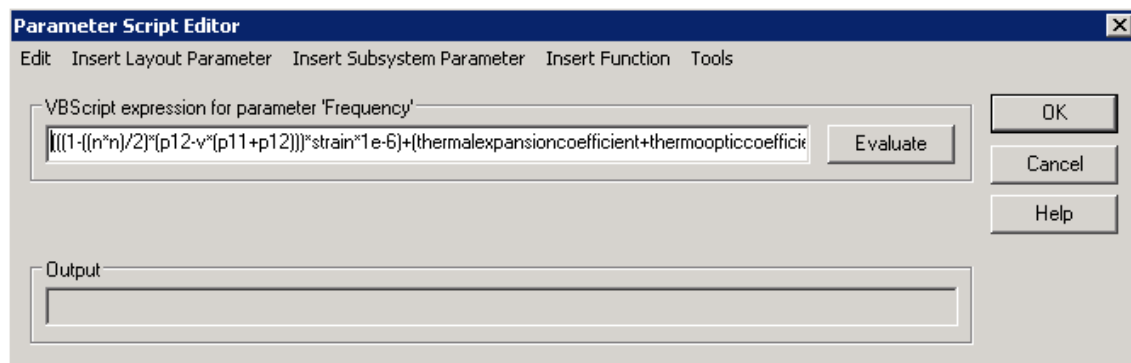 Parameter Script Editor
Edit Insert Layout Parameter Insert Subsystem Parameter Insert Function Tools
VBScript expression for parameter 'Frequency'
(((1-((n*n)/2)*(p12-v*(p11+p12)))*strain*1e-6)+(thermalexpansioncoefficient+thermoopticcoefficie
Evaluate
OK
Cancel
Help
Output